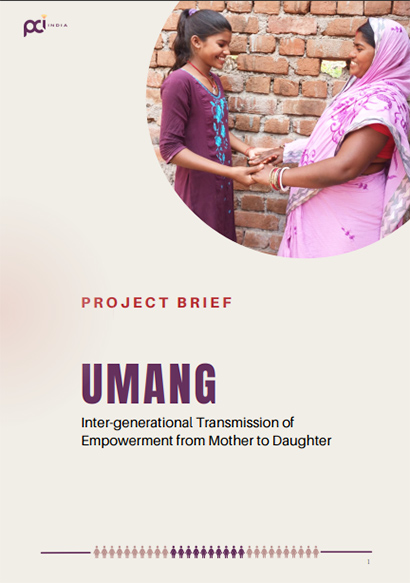 pci INDIA
PROJECT BRIEF
UMANG
Inter-generational Transmission of
Empowerment from Mother to Daughter
1